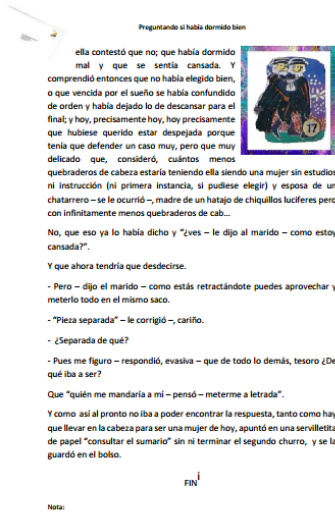 Preguntando si había dormido bien
ella contestó que no; que había dormido
mal y que se sentía cansada. Y
comprendió entonces que no había elegido bien,
o que vencida por el sueño se había confundido
de orden y había dejado lo de descansar para el
final; y hoy, precisamente hoy, hoy precisamente
que hubiese querido estar despejada porque
tenía que defender un caso muy, pero que muy
delicado que, consideró, cuántos menos
17
quebraderos de cabeza estaría teniendo ella siendo una mujer sin estudios
ni instrucción (ni primera instancia, si pudiese elegir) y esposa de un
chatarrero – se le ocurrió –, madre de un hatajo de chiquillos luciferes pero
con infinitamente menos quebraderos de cab...
No, que eso ya lo había dicho y "¿ves – le dijo al marido – como estoy
cansada?".
Y que ahora tendría que desdecirse.
- Pero – dijo el marido – como estás retractándote puedes aprovechar y
meterlo todo en el mismo saco.
- "Pieza separada" – le corrigió –, cariño.
- ¿Separada de qué?
- Pues me figuro – respondió, evasiva – que de todo lo demás, tesoro ¿De
qué iba a ser?
Que "quién me mandaría a mí – pensó – meterme a letrada".
Y como así al pronto no iba a poder encontrar la respuesta, tanto como hay
que llevar en la cabeza para ser una mujer de hoy, apuntó en una servilletita
de papel "consultar el sumario" sin ni terminar el segundo churro, y se la
guardó en el bolso.
FIN i
Nota: